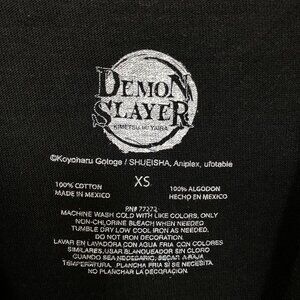 DEMON
SLAYER
KIMETSU NO YAIBA
©Koyoharu Gotoge / SHUEISHA, Aniplex, ufotable
100% COTTON
MADE IN MEXICO
XS
100% ALGODON
HECHO EN MEXICO
RN# 77272
MACHINE WASH COLD WITH LIKE COLORS, ONLY
NON-CHLORINE BLEACH WHEN NEEDED
TUMBLE DRY LOW COOL IRON AS NEEDED,
DO NOT IRON DECORATION
LAVAR EN LAVADORA CON AGUA FRIA CON COLORES
SIMILARES, USAR BLANQUEADOR SIN CLORO
CUANDO SEA NECESARIO, SECAR A BAJA
TEMPERATURA, PLANCHA FRIA SI SE NECESITA
NO PLANCHAR LA DECORACION